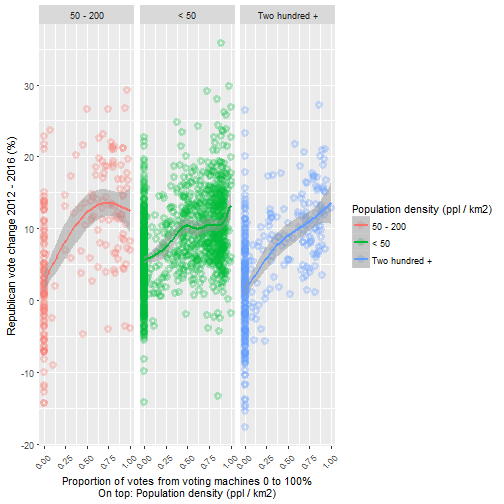 50 - 200
< 50
Two hundred +
Republican vote change 2012 - 2016 (%)
30
20
10
0
-10
-20
0.00
0.25
0.50
0.75
1.00
0.00
0.25
0.50
0.75
1.00
0.00
0.25
0.50
0.75
1.00
Proportion of votes from voting machines 0 to 100%
On top: Population density (ppl / km2)
Population density (ppl / km2)
50 - 200
< 50
Two hundred +